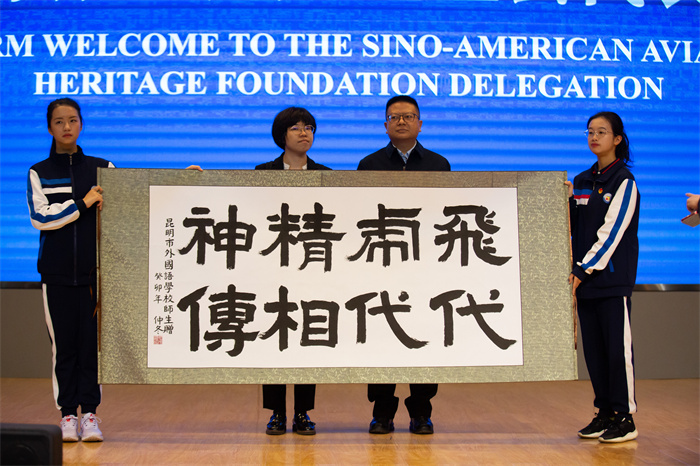 RM WELCOME TO THE SINO-AMERICAN AVIA
HERITAGE FOUNDATION DELEGATION
飛虎精神
代代相傳
昆明市外國語學校師生贈
癸卯年 仲冬